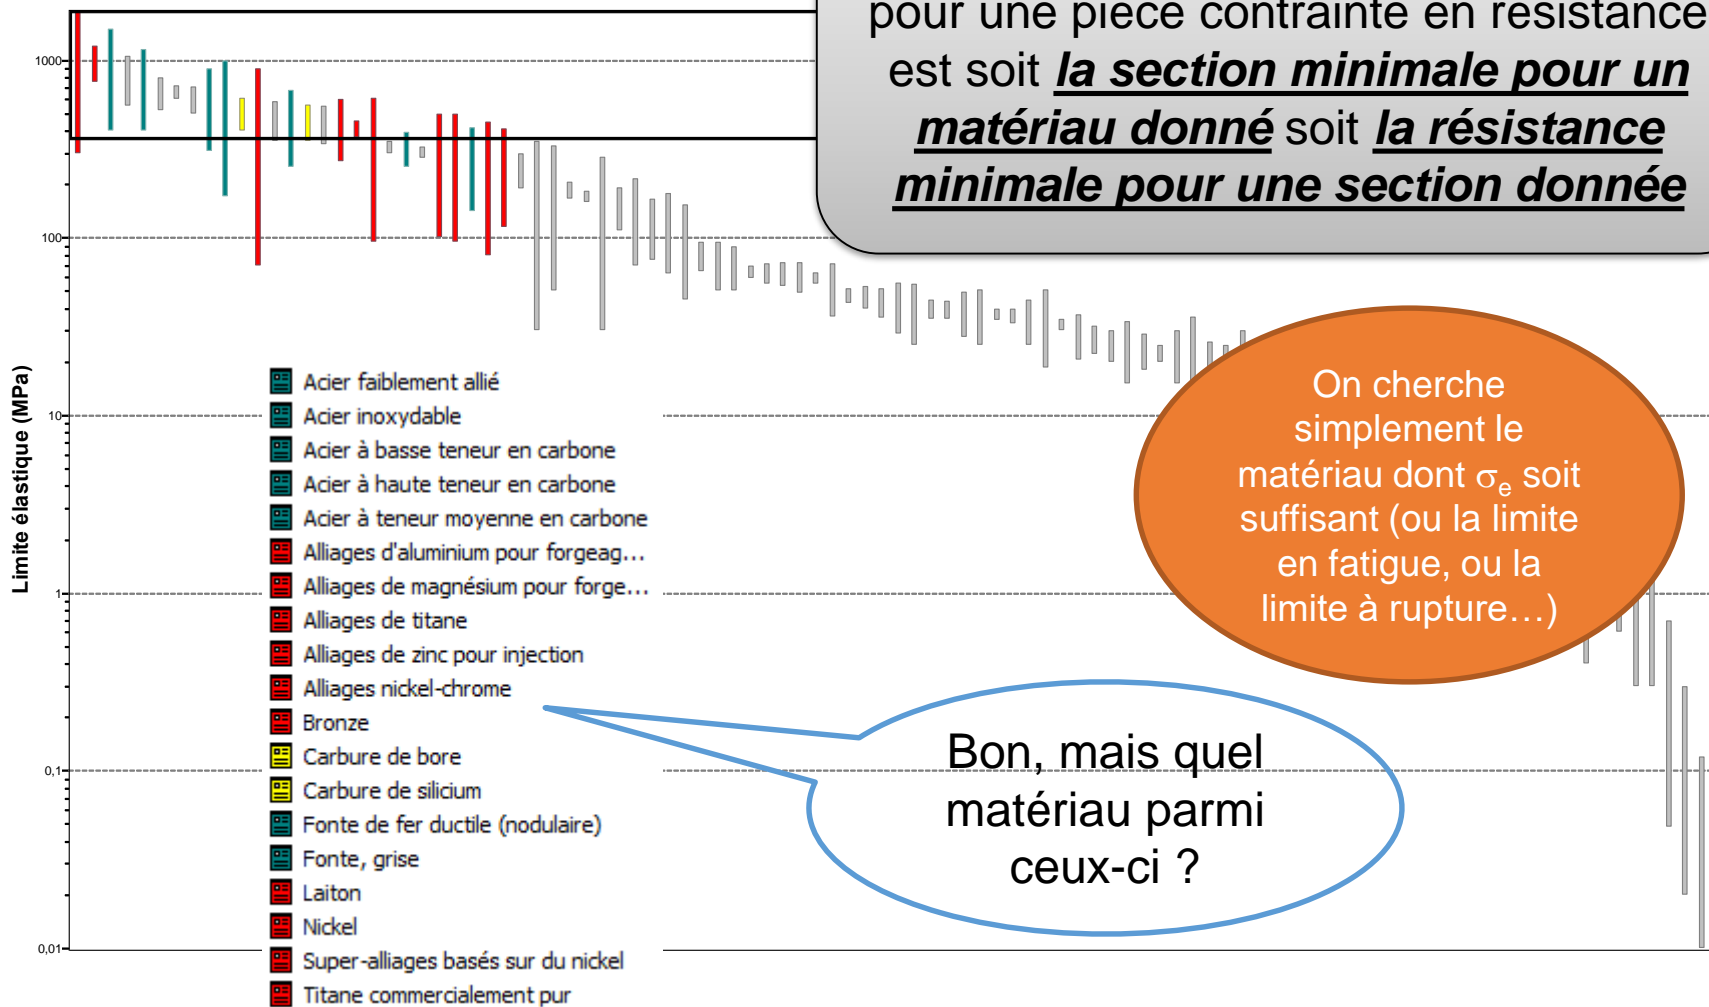 pour une pièce contrainte en résistance
est soit la section minimale pour un
matériau donné soit la résistance
minimale pour une section donnée
1000
100
10
1
0,1
0,01
Limite élastique (MPa)
Acier faiblement allié
Acier inoxydable
Acier à basse teneur en carbone
Acier à haute teneur en carbone
Acier à teneur moyenne en carbone
Alliages d'aluminium pour forgeag...
Alliages de magnésium pour forge...
Alliages de titane
Alliages de zinc pour injection
Alliages nickel-chrome
Bronze
Carbure de bore
Carbure de silicium
Fonte de fer ductile (nodulaire)
Fonte, grise
Laiton
Nickel
Super-alliages basés sur du nickel
Titane commercialement pur
On cherche
simplement le
matériau dont σe soit
suffisant (ou la limite
en fatigue, ou la
limite à rupture…)
Bon, mais quel
matériau parmi
ceux-ci ?